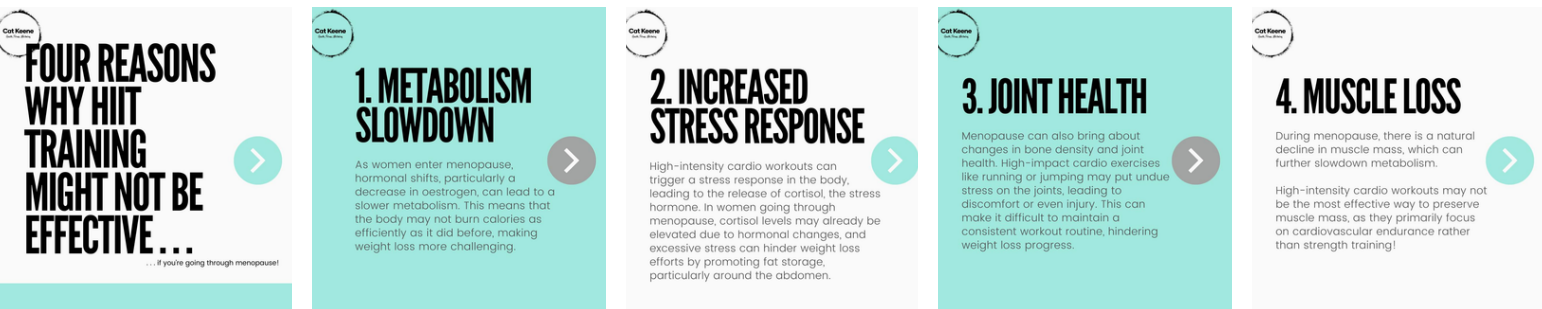 Cat Keene
FOUR REASONS
WHY HIIT
TRAINING
MIGHT NOT BE
EFFECTIVE...
. . . if you're going through menopause!
Cat Keene
1. METABOLISM
SLOWDOWN
As women enter menopause,
hormonal shifts, particularly a
decrease in oestrogen, can lead to a
slower metabolism. This means that
the body may not burn calories as
efficiently as it did before, making
weight loss more challenging.
Cat Keene
2. INCREASED
STRESS RESPONSE
High-intensity cardio workouts can
trigger a stress response in the body,
leading to the release of cortisol, the stress
hormone. In women going through
menopause, cortisol levels may already be
elevated due to hormonal changes, and
excessive stress can hinder weight loss
efforts by promoting fat storage,
particularly around the abdomen.
Cat Keene
3. JOINT HEALTH
Menopause can also bring about
changes in bone density and joint
health. High-impact cardio exercises
like running or jumping may put undue
stress on the joints, leading to
discomfort or even injury. This can
make it difficult to maintain a
consistent workout routine, hindering
weight loss progress.
Cat Keene
4. MUSCLE LOSS
During menopause, there is a natural
decline in muscle mass, which can
further slowdown metabolism.
High-intensity cardio workouts may not
be the most effective way to preserve
muscle mass, as they primarily focus
on cardiovascular endurance rather
than strength training!